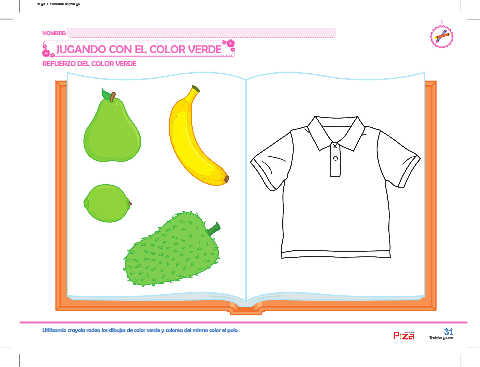 NOMBRE:
JUGANDO CON EL COLOR VERDE
REFUERZO DEL COLOR VERDE
Utilizando crayola rodea los dibujos de color verde y colorea del mismo color el polo.
31